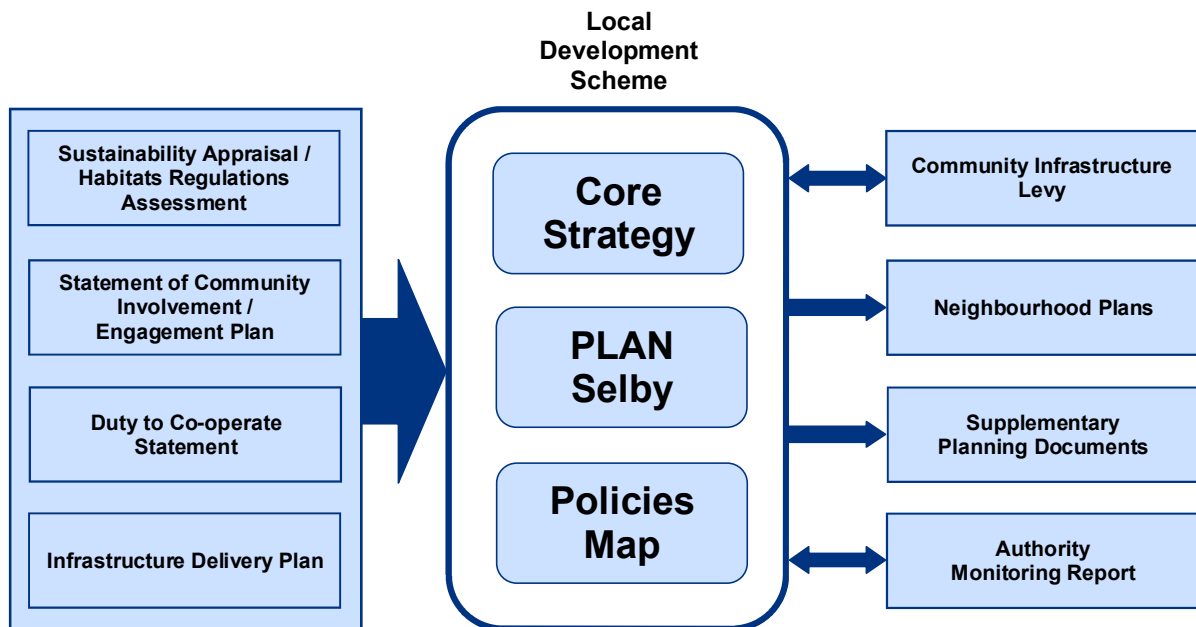 Local
Development
Scheme
Sustainability Appraisal /
Habitats Regulations
Assessment
Statement of Community
Involvement /
Engagement Plan
Duty to Co-operate
Statement
Infrastructure Delivery Plan
Core
Strategy
PLAN
Selby
Policies
Map
Community Infrastructure
Levy
Neighbourhood Plans
Supplementary
Planning Documents
Authority
Monitoring Report